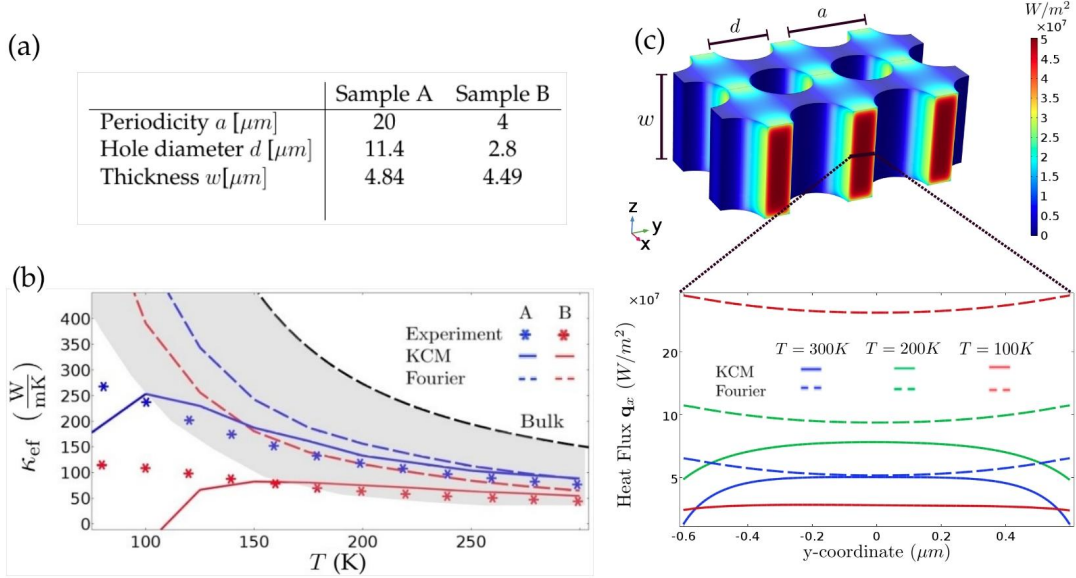 (a)
Sample A Sample B
Periodicity a [μm] 20 4
Hole diameter d [μm] 11.4 2.8
Thickness w[μm] 4.84 4.49
(b)
A B
Experiment
KCM
Fourier
Bulk
κef (W/mK)
400
350
300
250
200
150
100
50
0
100 150 200 250
T (K)
(c)
d
a
w
z
y
x
W/m²
×10⁷
5
4.5
4
3.5
3
2.5
2
1.5
1
0.5
0
×10⁷
T = 300K T = 200K T = 100K
KCM
Fourier
Heat Flux qx (W/m²)
20
10
5
-0.6 -0.4 -0.2 0 0.2 0.4 0.6
y-coordinate (μm)